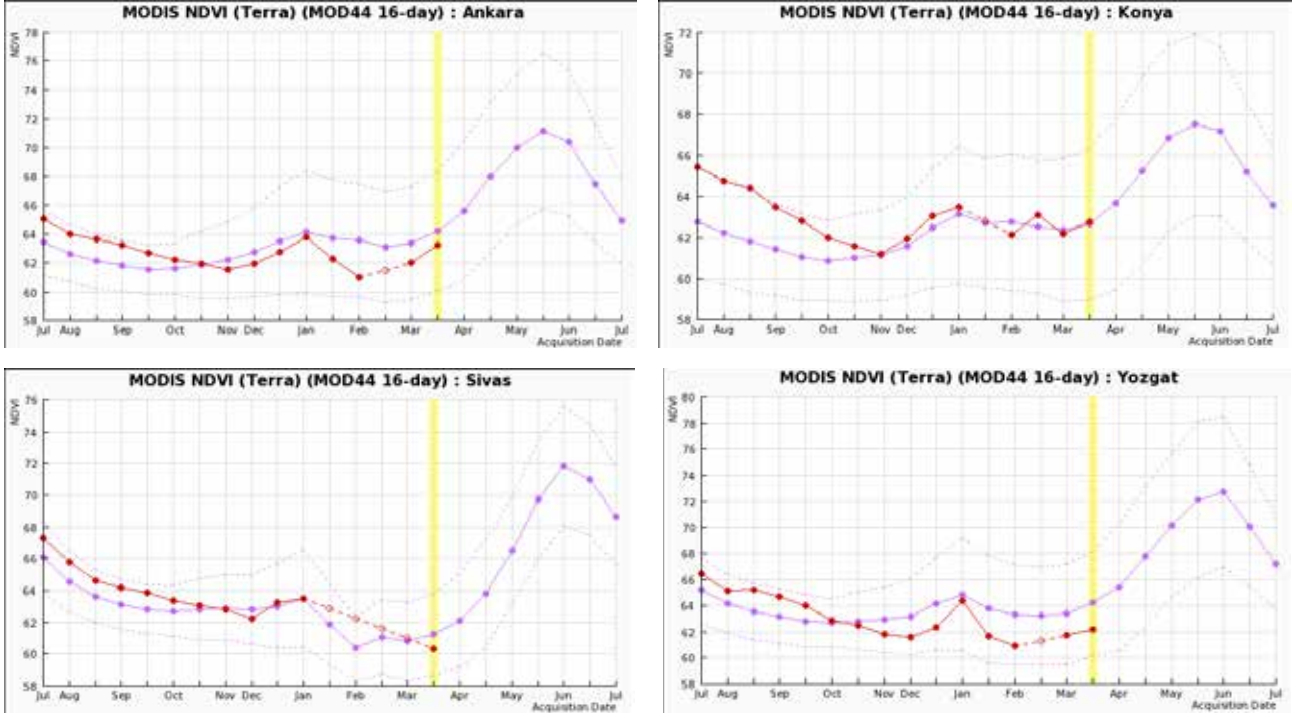 MODIS NDVI (Terra) (MOD44 16-day) : Ankara
NDVI
78
76
74
72
70
68
66
64
62
60
58
Jul Aug Sep Oct Nov Dec Jan Feb Mar Apr May Jun Jul
Acquisition Date
MODIS NDVI (Terra) (MOD44 16-day) : Konya
NDVI
72
70
68
66
64
62
60
58
Jul Aug Sep Oct Nov Dec Jan Feb Mar Apr May Jun Jul
Acquisition Date
MODIS NDVI (Terra) (MOD44 16-day) : Sivas
NDVI
76
74
72
70
68
66
64
62
60
58
Jul Aug Sep Oct Nov Dec Jan Feb Mar Apr May Jun Jul
Acquisition Date
MODIS NDVI (Terra) (MOD44 16-day) : Yozgat
NDVI
80
78
76
74
72
70
68
66
64
62
60
58
Jul Aug Sep Oct Nov Dec Jan Feb Mar Apr May Jun Jul
Acquisition Date